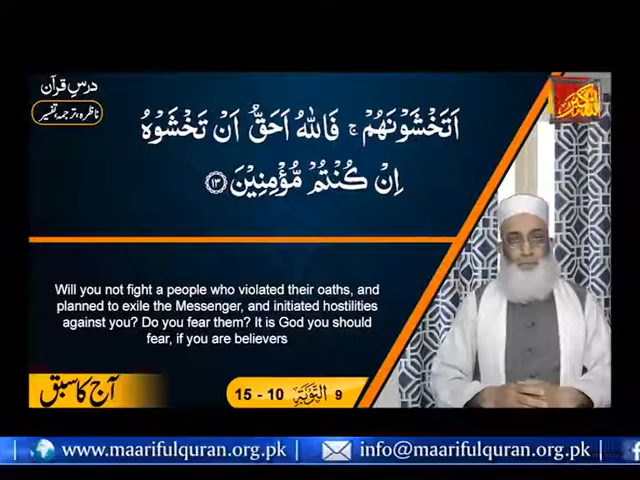 درسِ قرآن
ناظرہ، ترجمہ، تفسیر
اَتَخْشَوْنَهُمْ ۚ فَاللّٰهُ اَحَقُّ اَنْ تَخْشَوْهُ
اِنْ كُنْتُمْ مُّؤْمِنِيْنَ ﴿۱۳﴾
Will you not fight a people who violated their oaths, and
planned to exile the Messenger, and initiated hostilities
against you? Do you fear them? It is God you should
fear, if you are believers
آج کا سبق
15 - 10 التَّوْبَة 9
www.maarifulquran.org.pk
info@maarifulquran.org.pk